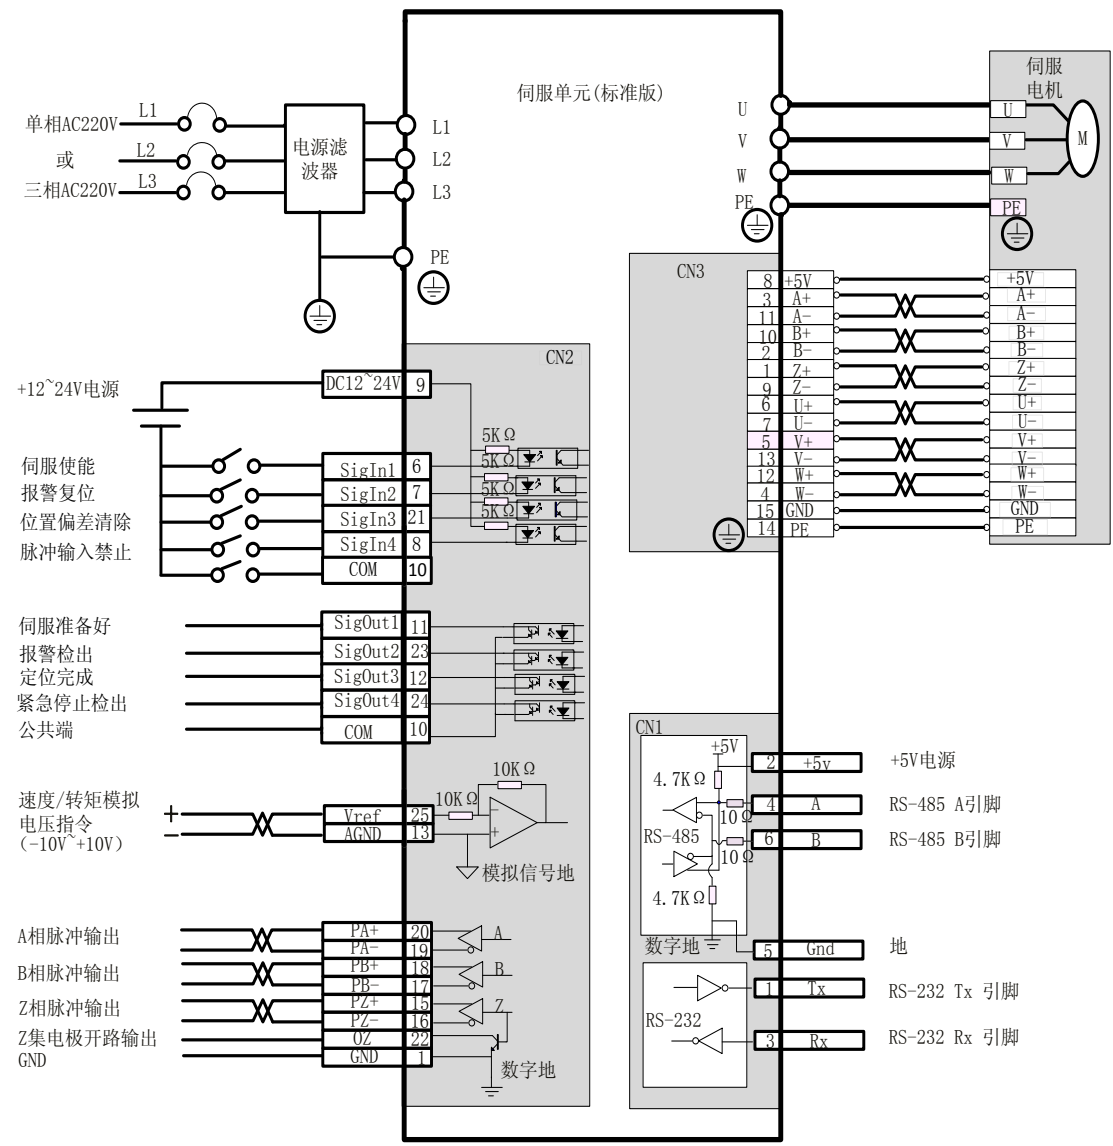 伺服单元(标准版)
单相AC220V
或
三相AC220V
L1
L2
L3
电源滤
波器
L1
L2
L3
PE
U
V
W
PE
伺服
电机
U
V
W
PE
M
CN3
8 +5V
3 A+
11 A-
10 B+
2 B-
1 Z+
9 Z-
6 U+
7 U-
5 V+
13 V-
12 W+
4 W-
15 GND
14 PE
+5V
A+
A-
B+
B-
Z+
Z-
U+
U-
V+
V-
W+
W-
GND
PE
CN2
+12~24V电源
DC12~24V 9
5KΩ
5KΩ
5KΩ
5KΩ
伺服使能 SigIn1 6
报警复位 SigIn2 7
位置偏差清除 SigIn3 21
脉冲输入禁止 SigIn4 8
COM 10
伺服准备好 SigOut1 11
报警检出 SigOut2 23
定位完成 SigOut3 12
紧急停止检出 SigOut4 24
公共端 COM 10
速度/转矩模拟
电压指令
(-10V~+10V)
+
-
Vref 25
AGND 13
10KΩ
10KΩ
-
+
模拟信号地
A相脉冲输出
B相脉冲输出
Z相脉冲输出
Z集电极开路输出
GND
PA+ 20
PA- 19
PB+ 18
PB- 17
PZ+ 15
PZ- 16
OZ 22
GND 1
A
B
Z
数字地
CN1
+5V
4.7KΩ
10Ω
RS-485
10Ω
4.7KΩ
数字地
RS-232
2 +5v +5V电源
4 A RS-485 A引脚
6 B RS-485 B引脚
5 Gnd 地
1 Tx RS-232 Tx 引脚
3 Rx RS-232 Rx 引脚